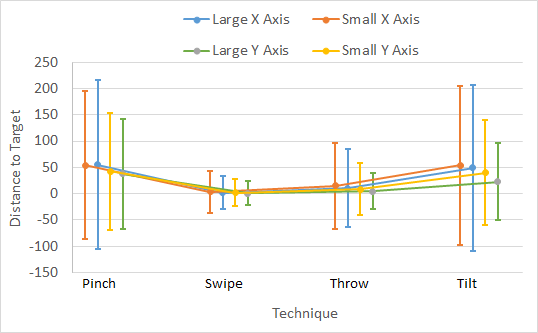 Large X Axis Small X Axis
Large Y Axis Small Y Axis
250
200
150
100
50
0
-50
-100
-150
Distance to Target
Pinch Swipe Throw Tilt
Technique